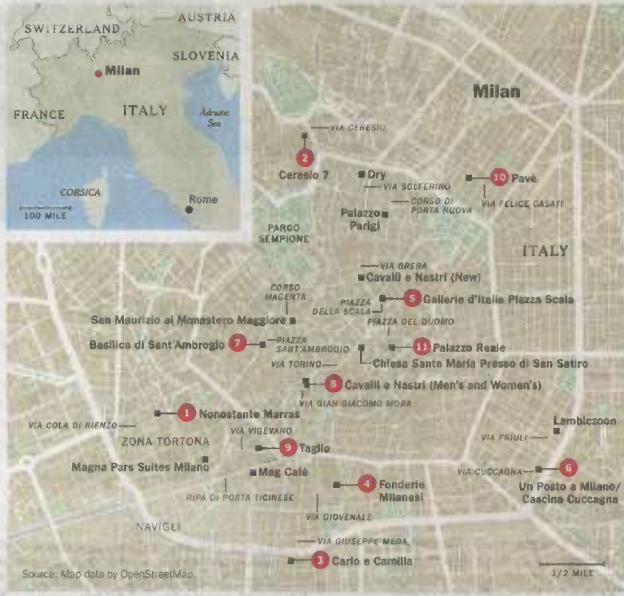 SWITZERLAND
AUSTRIA
SLOVENIA
Milan
FRANCE
ITALY
Adriatic
Sea
CORSICA
Rome
100 MILE
Milan
VIA CERESIO
2
Ceresio 7
Dry
VIA SOLFERINO
10 Pavè
CORSO DI
PORTA NUOVA
VIA FELICE CASATI
Palazzo
Parigi
PARCO
SEMPIONE
ITALY
VIA BRERA
Cavalli e Nastri (New)
CORSO
MAGENTA
PIAZZA
DELLA SCALA
5 Gallerie d'Italia Piazza Scala
San Maurizio al Monastero Maggiore
PIAZZA DEL DUOMO
Basilica di Sant'Ambrogio 7
PIAZZA
SANT'AMBROGIO
11 Palazzo Reale
VIA TORINO
Chiesa Santa Maria Presso di San Satiro
8 Cavalli e Nastri (Men's and Women's)
VIA GIAN GIACOMO MORA
1 Nonostante Marras
VIA COLA DI RIENZO
ZONA TORTONA
VIA VIGEVANO
Lambiczoon
VIA FRIULI
9 Taglio
Magna Pars Suites Milano
Mag Cafè
VIA CUCCAGNA
6
Un Posto a Milano/
Cascina Cuccagna
RIPA DI PORTA TICINESE
4 Fonderie
Milanesi
VIA GIOVENALE
NAVIGLI
VIA GIUSEPPE MEDA
3 Carlo e Camilla
Source: Map data by OpenStreetMap.
1/2 MILE